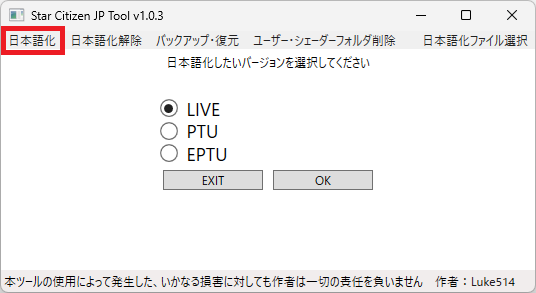 Star Citizen JP Tool v1.0.3
日本語化 日本語化解除 バックアップ・復元 ユーザー・シェーダーフォルダ削除 日本語化ファイル選択
日本語化したいバージョンを選択してください
LIVE
PTU
EPTU
EXIT OK
本ツールの使用によって発生した、いかなる損害に対しても作者は一切の責任を負いません 作者：Luke514